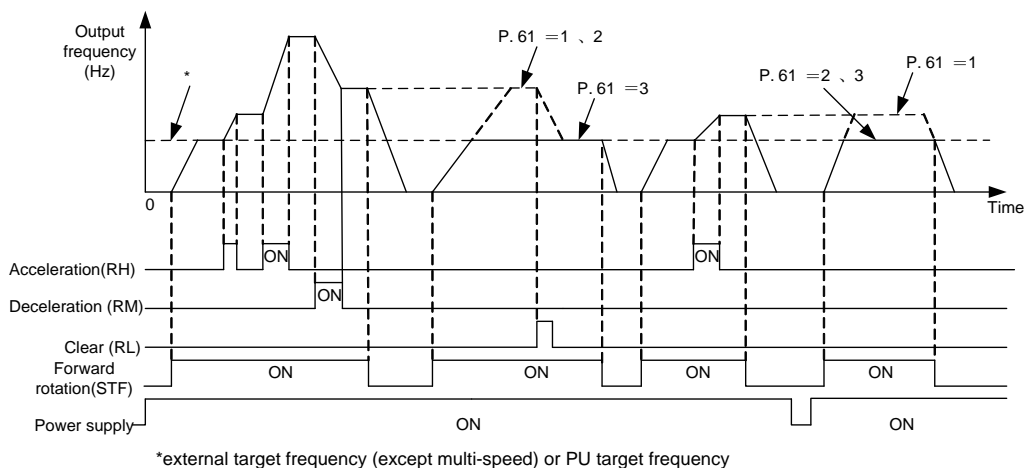 Output
frequency
(Hz)
*
P. 61 =1 、2
P. 61 =3
P. 61 =2 、3
P. 61 =1
0
Time
Acceleration(RH)
ON
ON
Deceleration (RM)
ON
Clear (RL)
Forward
rotation(STF)
ON
ON
ON
ON
Power supply
ON
ON
*external target frequency (except multi-speed) or PU target frequency